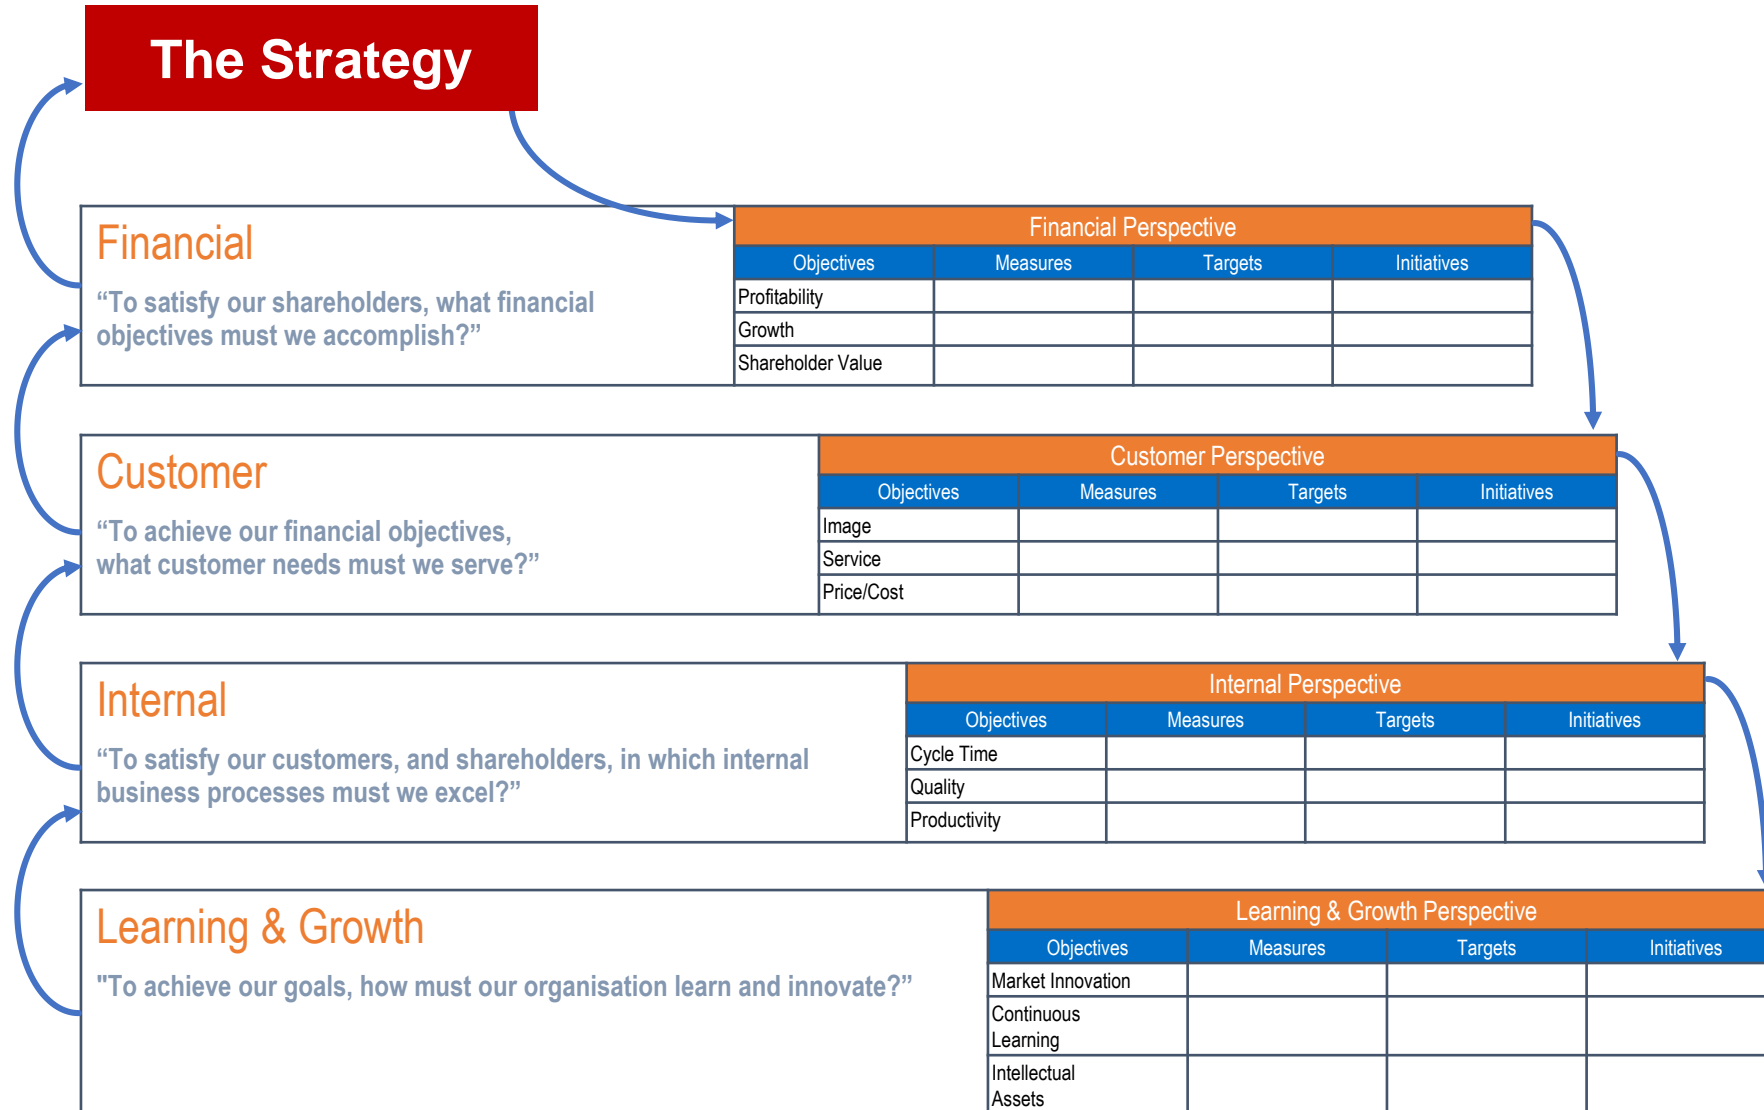 The Strategy
Financial
“To satisfy our shareholders, what financial
objectives must we accomplish?”
Financial Perspective
Objectives Measures Targets Initiatives
Profitability
Growth
Shareholder Value
Customer
“To achieve our financial objectives,
what customer needs must we serve?”
Customer Perspective
Objectives Measures Targets Initiatives
Image
Service
Price/Cost
Internal
“To satisfy our customers, and shareholders, in which internal
business processes must we excel?”
Internal Perspective
Objectives Measures Targets Initiatives
Cycle Time
Quality
Productivity
Learning & Growth
"To achieve our goals, how must our organisation learn and innovate?”
Learning & Growth Perspective
Objectives Measures Targets Initiatives
Market Innovation
Continuous
Learning
Intellectual
Assets